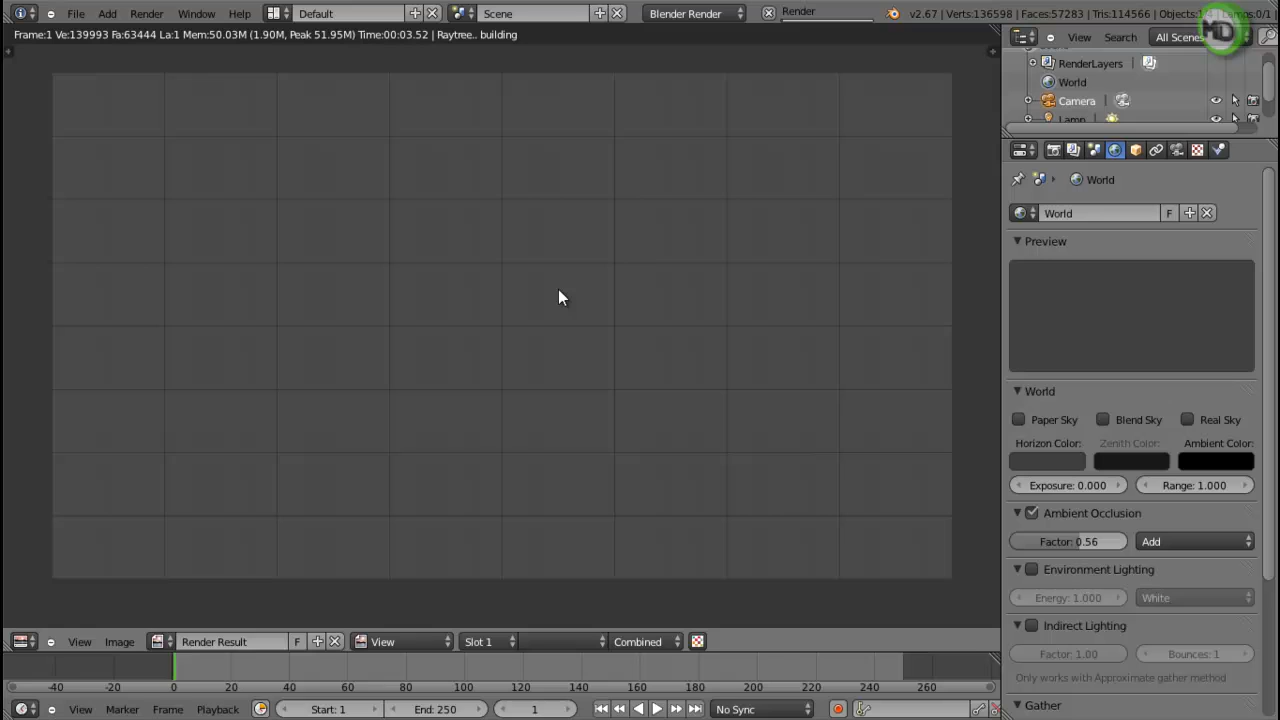 File Add Render Window Help Default Scene Blender Render Render v2.67 | Verts:136598 | Faces:57283 | Tris:114566 | Objects:
Frame:1 Ve:139993 Fa:63444 La:1 Mem:50.03M (1.90M, Peak 51.95M) Time:00:03.52 | Raytree.. building
View Search All Scenes
RenderLayers
World
Camera
Lamp
World
World F
Preview
World
Paper Sky Blend Sky Real Sky
Horizon Color: Zenith Color: Ambient Color:
Exposure: 0.000 Range: 1.000
Ambient Occlusion
Factor: 0.56 Add
Environment Lighting
Energy: 1.000 White
Indirect Lighting
Factor: 1.00 Bounces: 1
Only works with Approximate gather method
Gather
View Image Render Result F View Slot 1 Combined
-40 -20 0 20 40 60 80 100 120 140 160 180 200 220 240 260
View Marker Frame Playback Start: 1 End: 250 1 No Sync